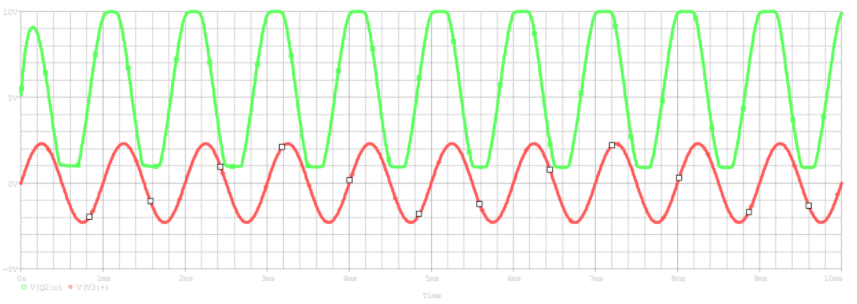 10V
5V
0V
-5V
0s 1ms 2ms 3ms 4ms 5ms 6ms 7ms 8ms 9ms 10ms
V(Q2:c) V(V3:+)
Time